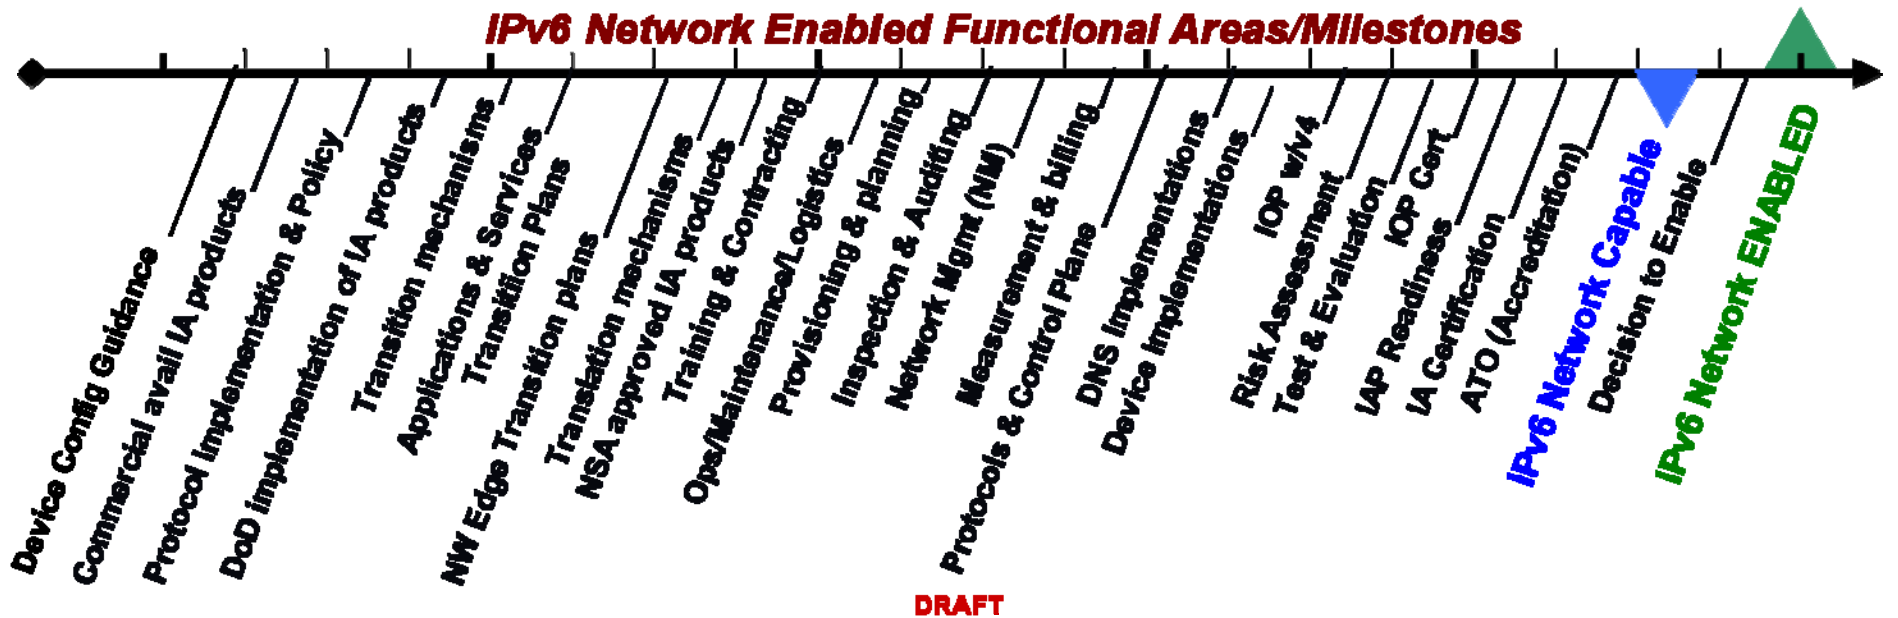 IPv6 Network Enabled Functional Areas/Milestones
Device Config Guidance
Commercial avail IA products
Protocol Implementation & Policy
DoD implementation of IA products
Transition mechanisms
Applications & Services
Transition Plans
NW Edge Transition plans
Translation mechanisms
NSA approved IA products
Training & Contracting
Ops/Maintenance/Logistics
Provisioning & planning
Inspection & Auditing
Network Mgmt (NM)
Measurement & billing
Protocols & Control Plane
DNS Implementations
Device Implementations
IOP w/v4
Risk Assessment
Test & Evaluation
IOP Cert
IAP Readiness
IA Certification
ATO (Accreditation)
IPv6 Network Capable
Decision to Enable
IPv6 Network ENABLED
DRAFT